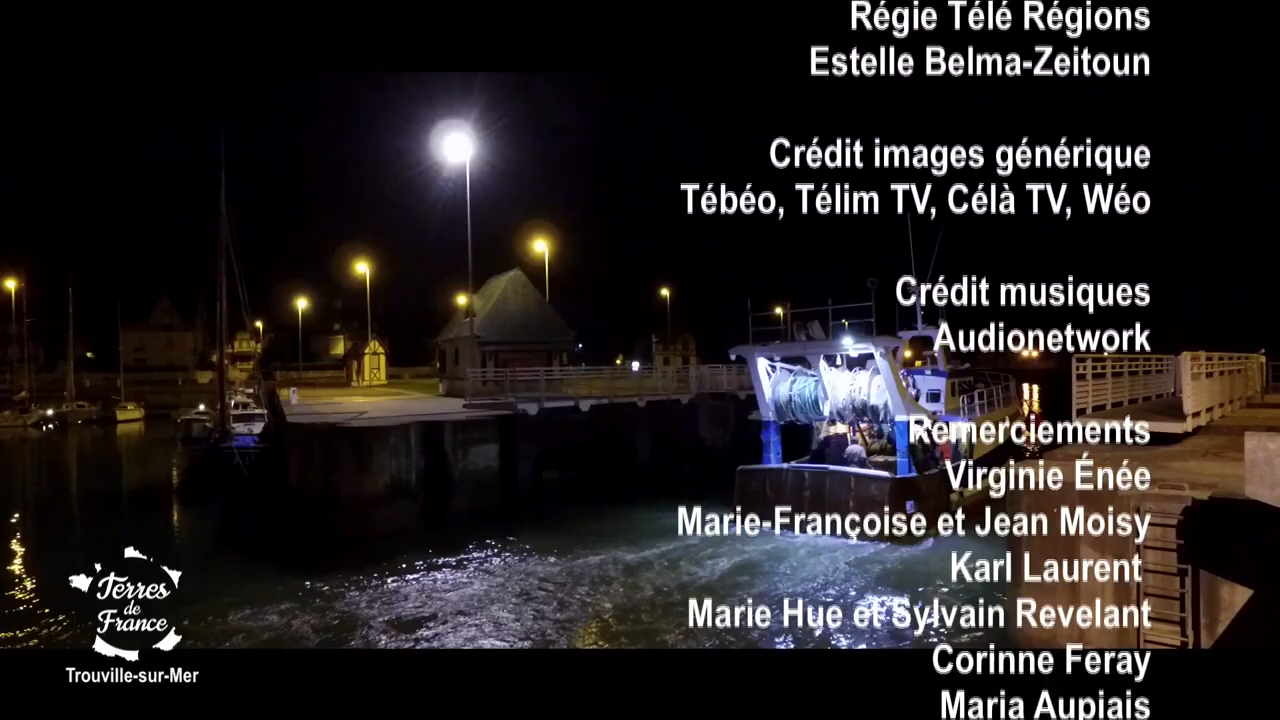 Régie Télé Régions
Estelle Belma-Zeitoun
Crédit images générique
Tébéo, Télim TV, Célà TV, Wéo
Crédit musiques
Audionetwork
Remerciements
Virginie Énée
Marie-Françoise et Jean Moisy
Karl Laurent
Marie Hue et Sylvain Revelant
Corinne Feray
Maria Aupiais
Terres
de
France
Trouville-sur-Mer